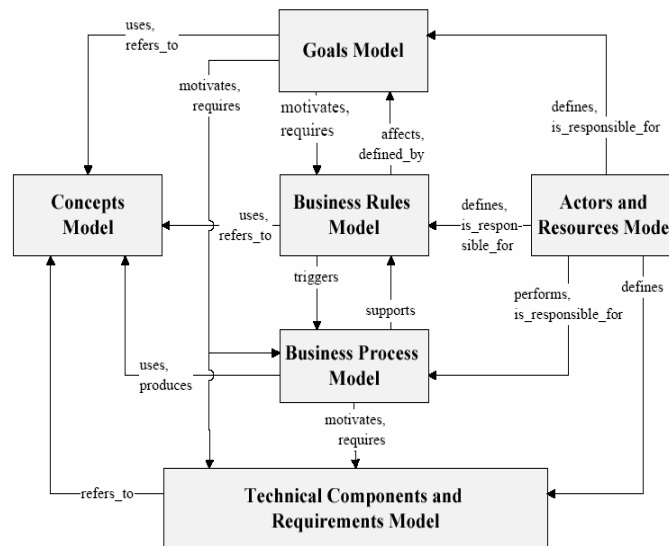 uses,
refers_to
Goals Model
motivates,
requires
motivates,
requires
affects,
defined_by
defines,
is_responsible_for
Concepts
Model
uses,
refers_to
Business Rules
Model
defines,
is_respon-
sible_for
Actors and
Resources Model
triggers
supports
performs,
is_responsible_for
defines
uses,
produces
Business Process
Model
motivates,
requires
refers_to
Technical Components and
Requirements Model